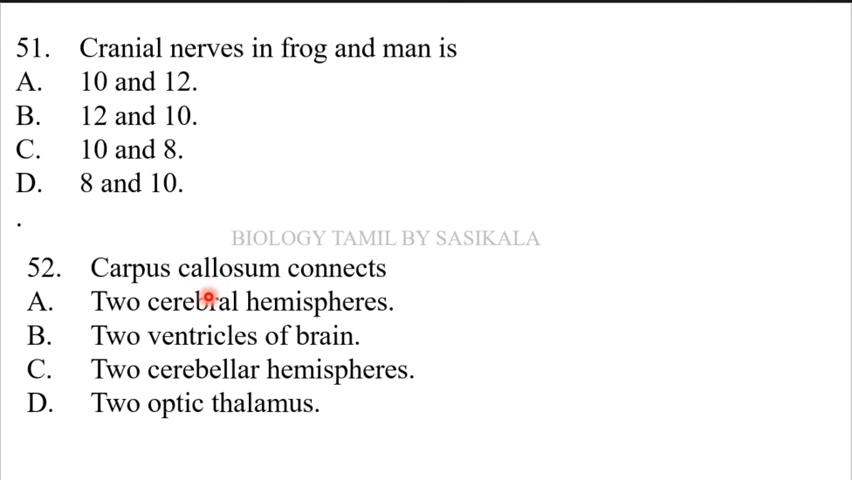 51. Cranial nerves in frog and man is
A. 10 and 12.
B. 12 and 10.
C. 10 and 8.
D. 8 and 10.
.
BIOLOGY TAMIL BY SASIKALA
52. Carpus callosum connects
A. Two cerebral hemispheres.
B. Two ventricles of brain.
C. Two cerebellar hemispheres.
D. Two optic thalamus.